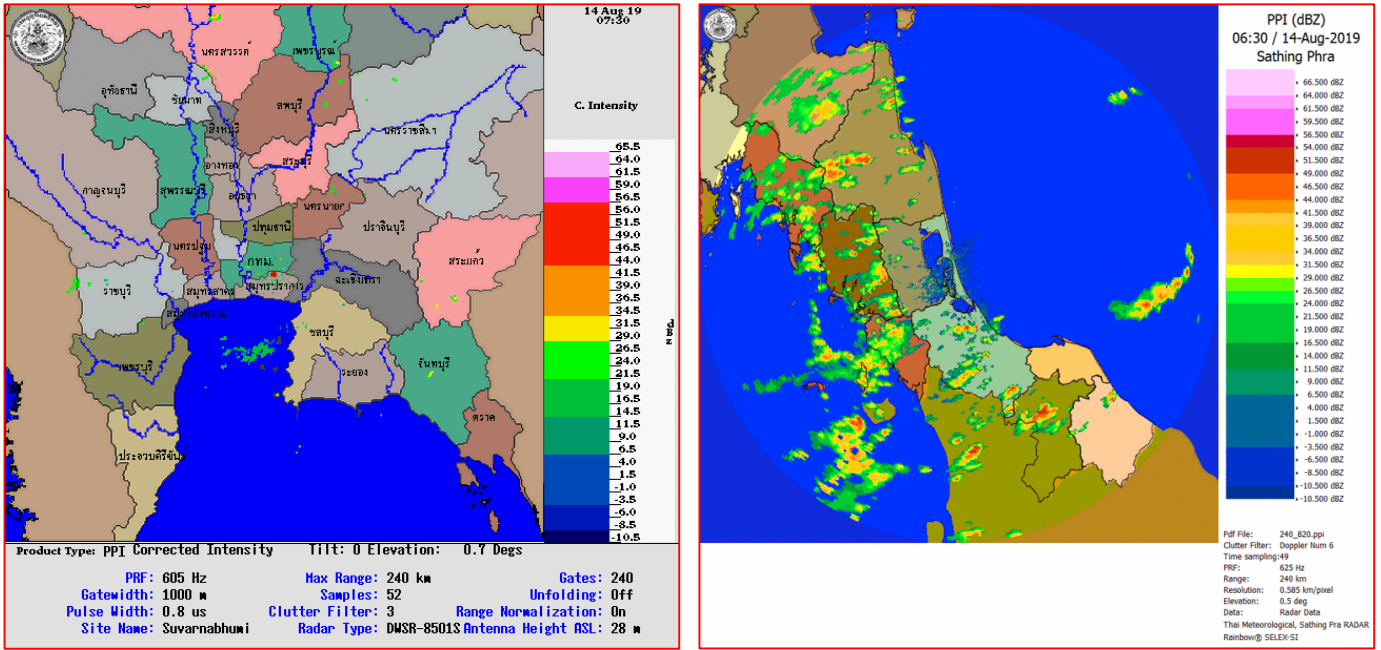 14 Aug 19
07:30
C. Intensity
65.5
64.0
61.5
59.0
56.5
56.0
51.5
49.0
46.5
44.0
41.5
39.0
36.5
34.5
31.5
29.0
26.5
24.0
21.5
19.0
16.5
14.5
11.5
9.0
6.5
4.0
1.5
-1.0
-3.5
-6.0
-8.5
-10.5
นครสวรรค์
เพชรบูรณ์
อุทัยธานี
ชัยนาท
ลพบุรี
สิงห์บุรี
นครราชสีมา
อ่างทอง
สระบุรี
กาญจนบุรี
สุพรรณบุรี
อยุธยา
นครนายก
ปทุมธานี
ปราจีนบุรี
นครปฐม
กทม.
สระแก้ว
ราชบุรี
สมุทรสาคร
สมุทรปราการ
ฉะเชิงเทรา
ชลบุรี
เพชรบุรี
ระยอง
จันทบุรี
ตราด
Product Type: PPI Corrected Intensity Tilt: 0 Elevation: 0.7 Degs
PRF: 605 Hz Max Range: 240 km Gates: 240
Gatewidth: 1000 m Samples: 52 Unfolding: Off
Pulse Width: 0.8 us Clutter Filter: 3 Range Normalization: On
Site Name: Suvarnabhumi Radar Type: DWSR-8501S Antenna Height ASL: 28 m
PPI (dBZ)
06:30 / 14-Aug-2019
Sathing Phra
66.500 dBZ
64.000 dBZ
61.500 dBZ
59.500 dBZ
56.500 dBZ
54.000 dBZ
51.500 dBZ
49.000 dBZ
46.500 dBZ
44.000 dBZ
41.500 dBZ
39.000 dBZ
36.500 dBZ
34.000 dBZ
31.500 dBZ
29.000 dBZ
26.500 dBZ
24.000 dBZ
21.500 dBZ
19.000 dBZ
16.500 dBZ
14.000 dBZ
11.500 dBZ
9.000 dBZ
6.500 dBZ
4.000 dBZ
1.500 dBZ
-1.000 dBZ
-3.500 dBZ
-6.500 dBZ
-8.500 dBZ
-10.500 dBZ
-10.500 dBZ
Pdf File: 240_820.ppi
Clutter Filter: Doppler Num 6
Time sampling:49
PRF: 625 Hz
Range: 240 km
Resolution: 0.585 km/pixel
Elevation: 0.5 deg
Data: Radar Data
Thai Meteorological, Sathing Pra RADAR
Rainbow® SELEX-SI